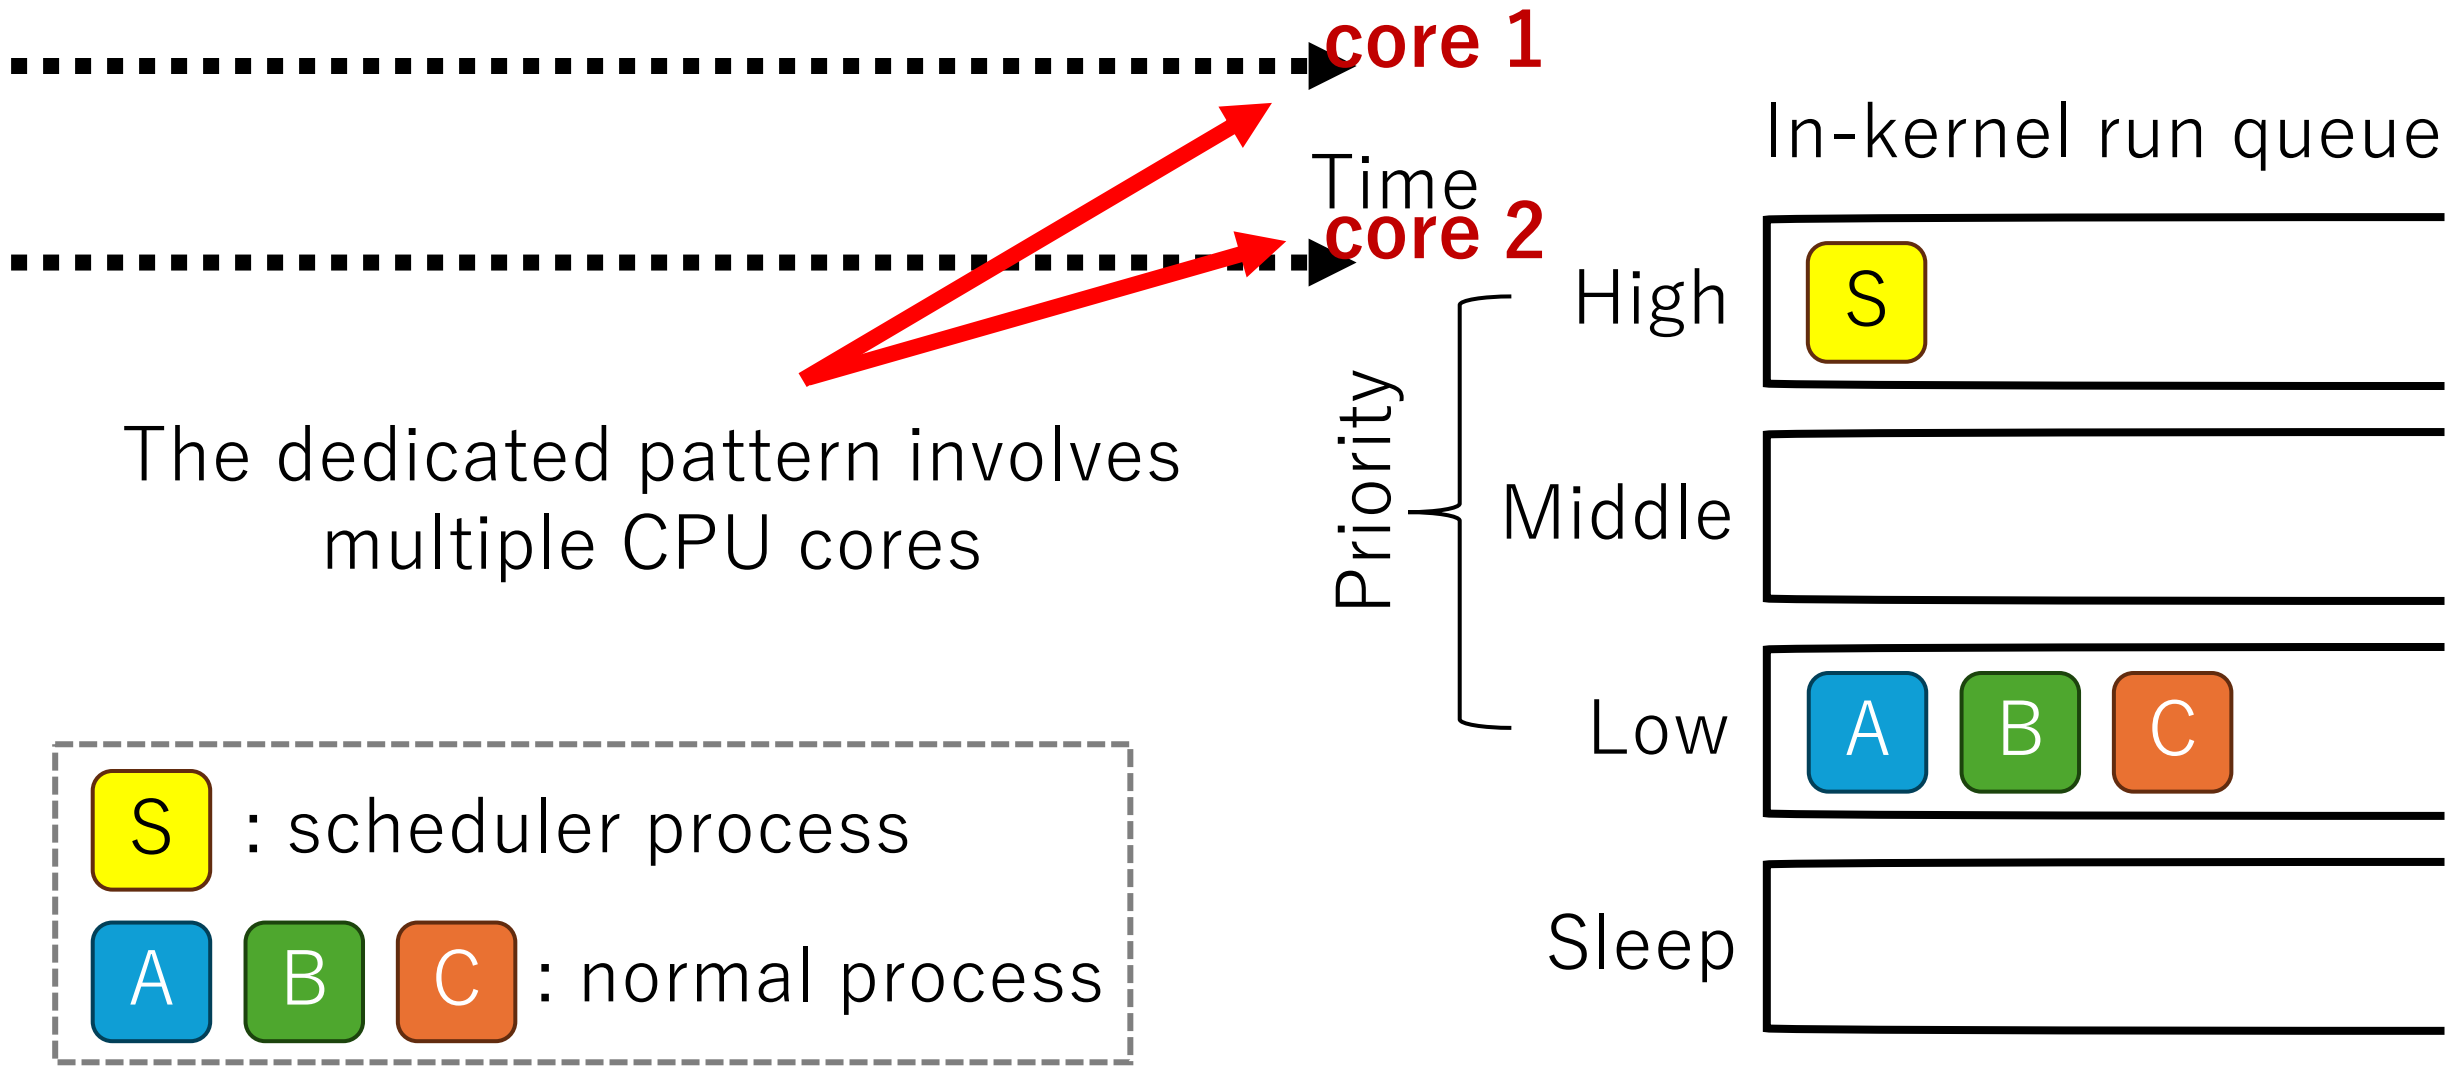 core 1
Time
core 2
In-kernel run queue
The dedicated pattern involves
multiple CPU cores
Priority
High
S
Middle
Low
A B C
Sleep
S : scheduler process
A B C : normal process